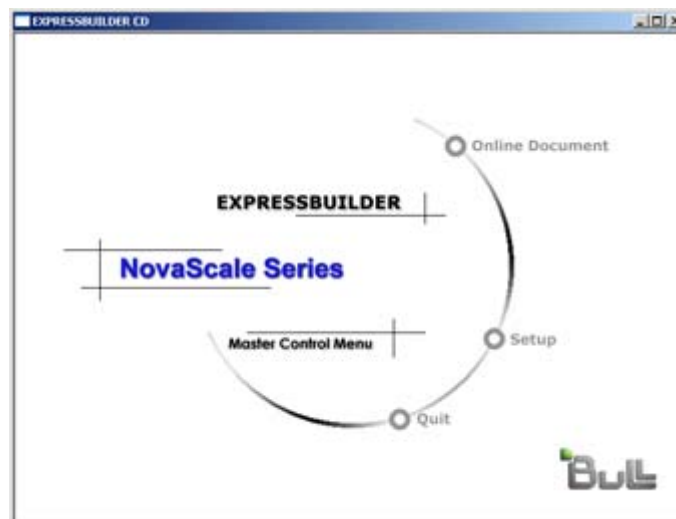 EXPRESSBUILDER CD
Online Document
EXPRESSBUILDER
NovaScale Series
Master Control Menu
Setup
Quit
Bull